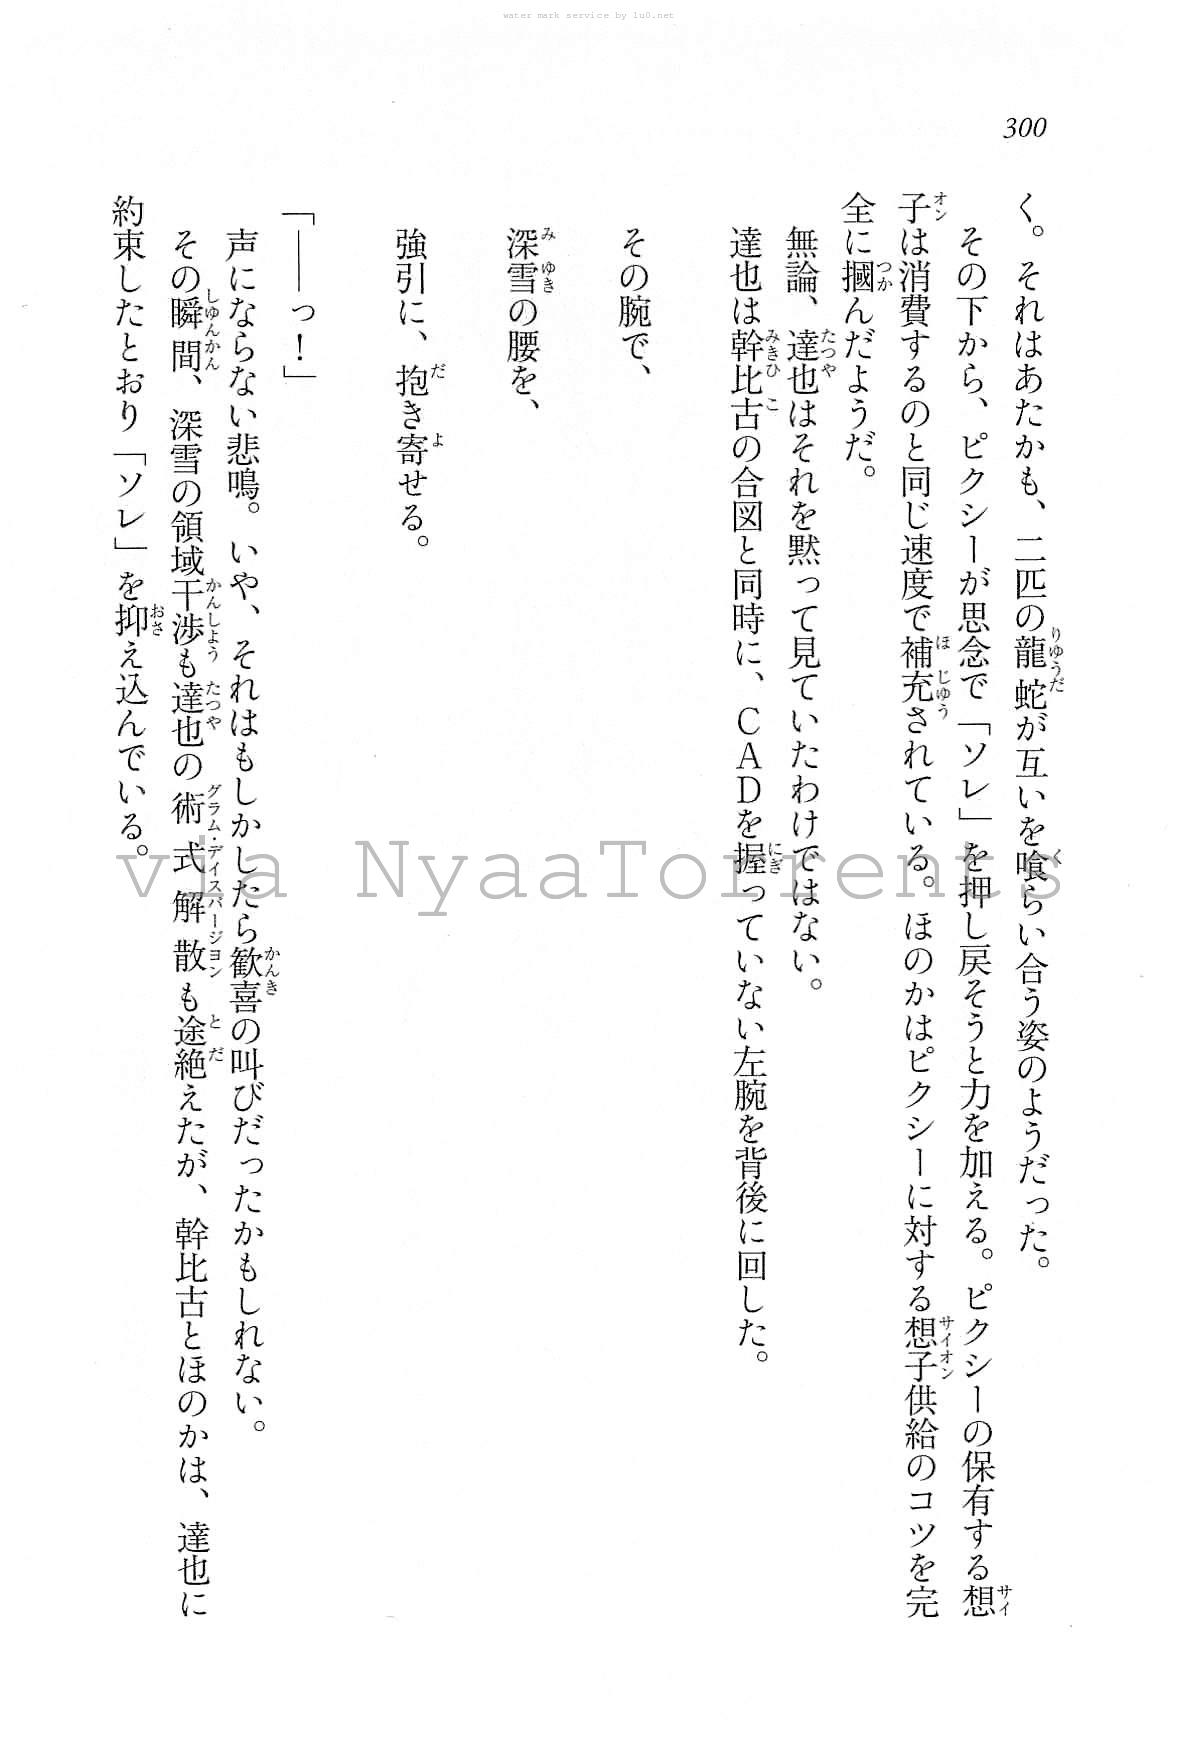 water mark service by lu0.net
300
く。それはあたかも、二匹の龍蛇が互いを喰らい合う姿のようだった。
その下から、ピクシーが思念で「ソレ」を押し戻そうと力を加える。ピクシーの保有する想
子は消費するのと同じ速度で補充されている。ほのかはピクシーに対する想子供給のコツを完
全に摑んだようだ。
無論、達也はそれを黙って見ていたわけではない。
達也は幹比古の合図と同時に、CADを握っていない左腕を背後に回した。
その腕で、
深雪の腰を、
強引に、抱き寄せる。
「――っ！」
声にならない悲鳴。いや、それはもしかしたら歓喜の叫びだったかもしれない。
その瞬間、深雪の領域干渉も達也の術式解散も途絶えたが、幹比古とほのかは、達也に
約束したとおり「ソレ」を抑え込んでいる。
via NyaaTorrents